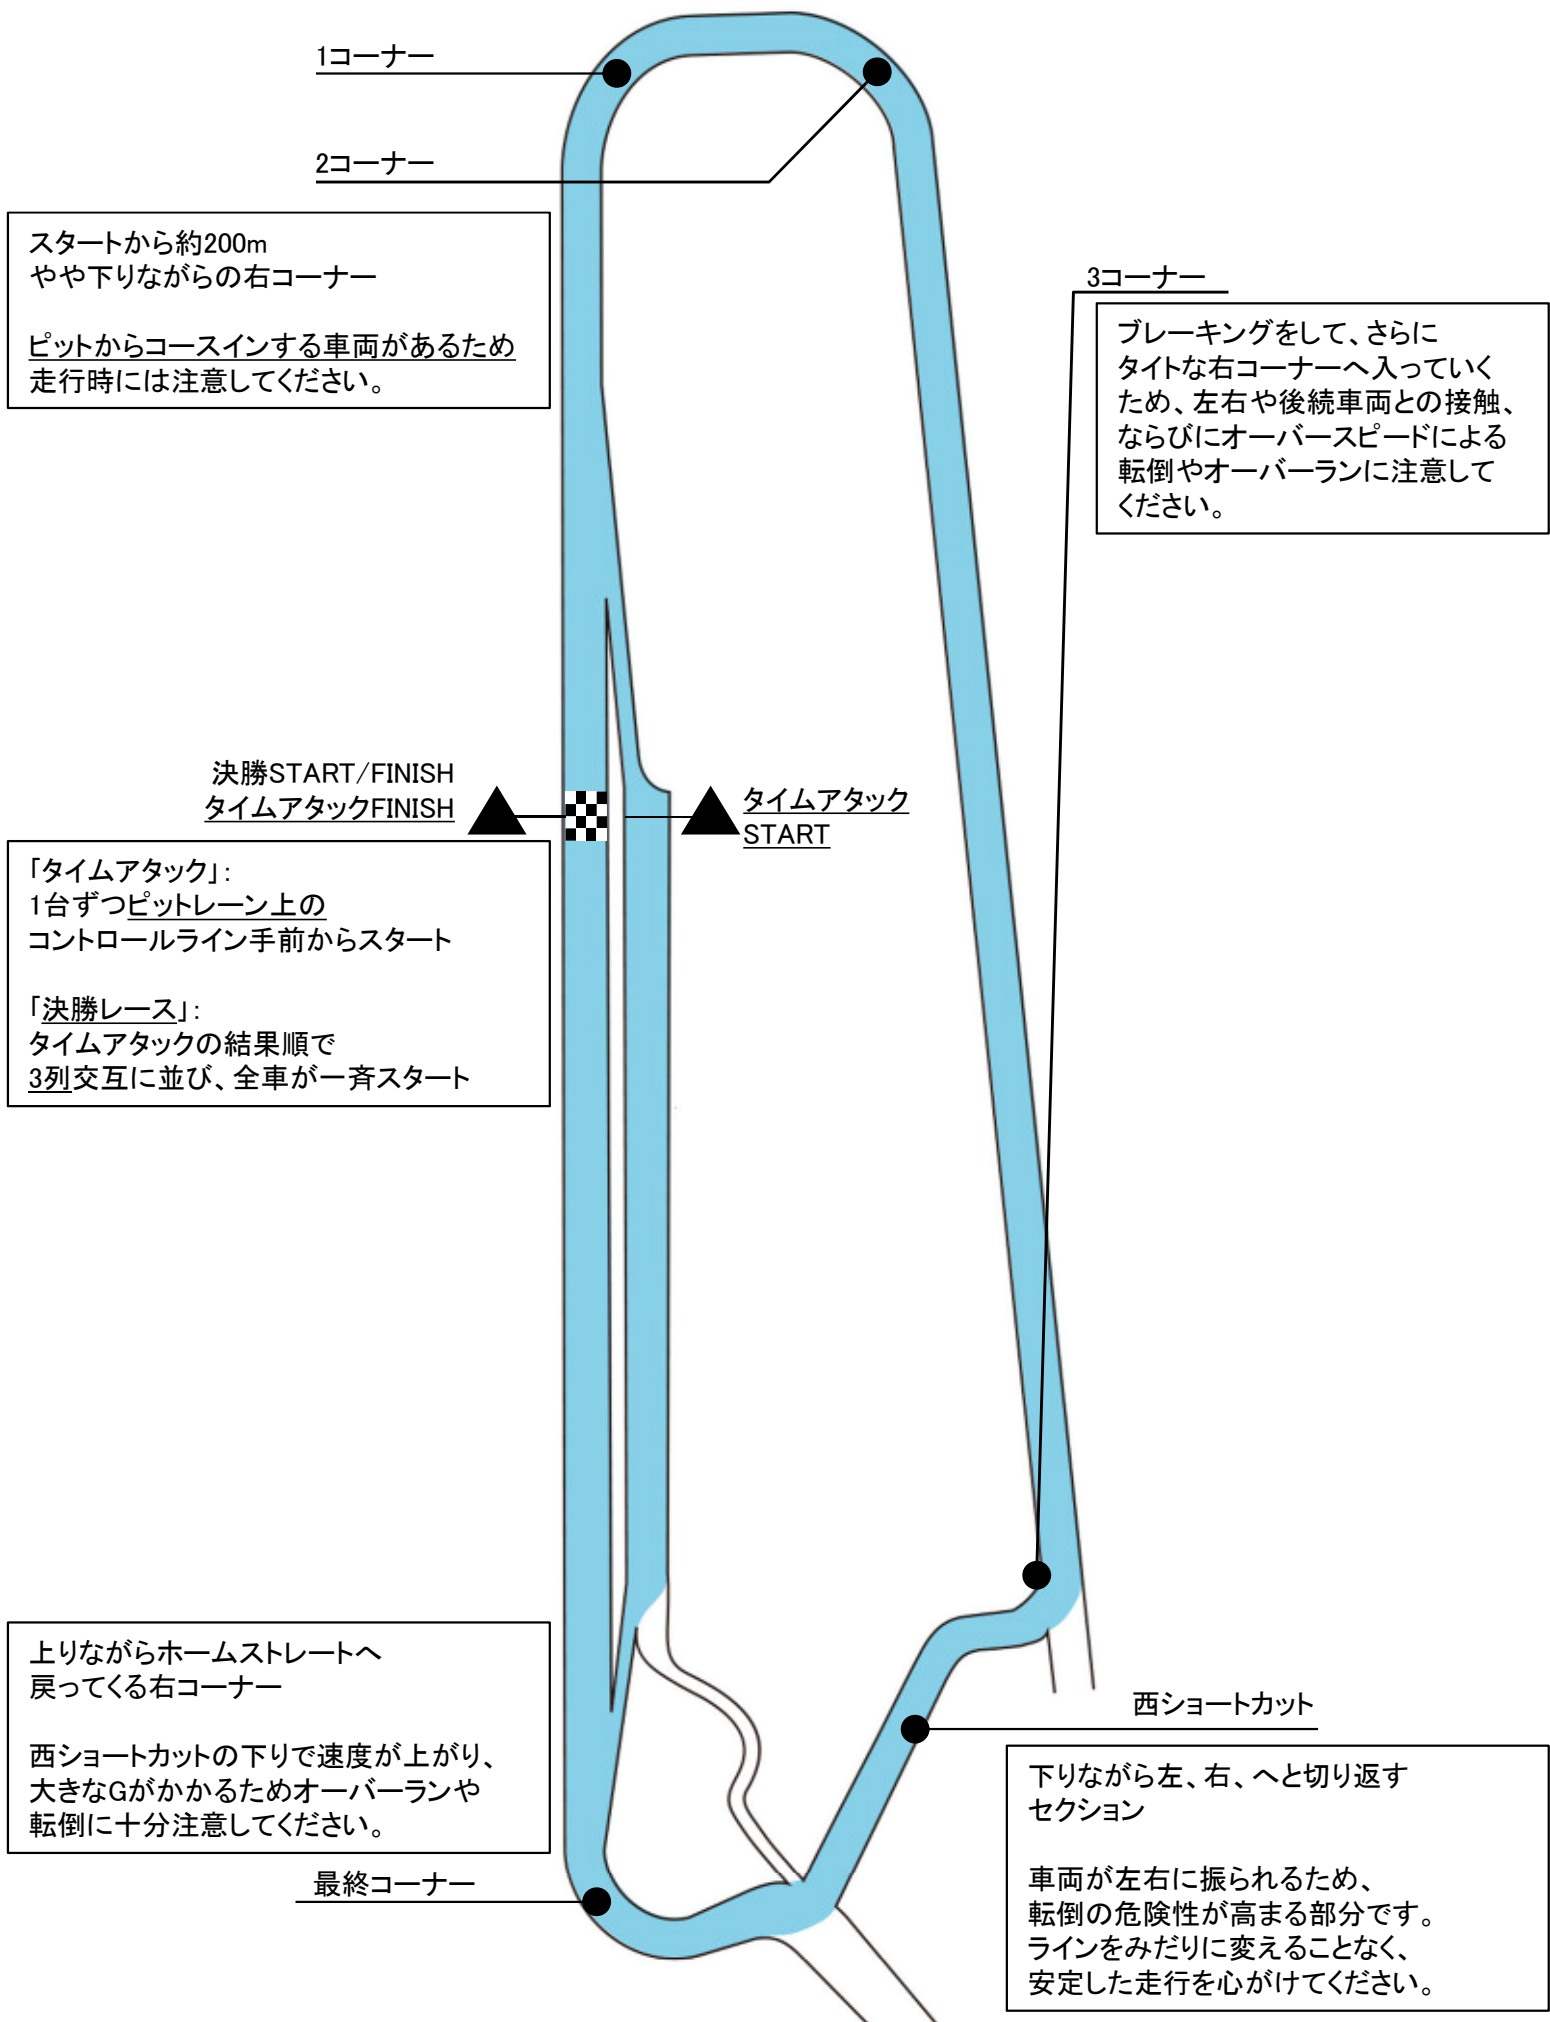 1コーナー
2コーナー
スタートから約200m
やや下りながらの右コーナー
ピットからコースインする車両があるため
走行時には注意してください。
3コーナー
ブレーキングをして、さらに
タイトな右コーナーへ入っていく
ため、左右や後続車両との接触、
ならびにオーバースピードによる
転倒やオーバーランに注意して
ください。
決勝START/FINISH
タイムアタックFINISH
タイムアタック
START
「タイムアタック」:
1台ずつピットレーン上の
コントロールライン手前からスタート
「決勝レース」:
タイムアタックの結果順で
3列交互に並び、全車が一斉スタート
上りながらホームストレートへ
戻ってくる右コーナー
西ショートカットの下りで速度が上がり、
大きなGがかかるためオーバーランや
転倒に十分注意してください。
最終コーナー
西ショートカット
下りながら左、右、へと切り返す
セクション
車両が左右に振られるため、
転倒の危険性が高まる部分です。
ラインをみだりに変えることなく、
安定した走行を心がけてください。